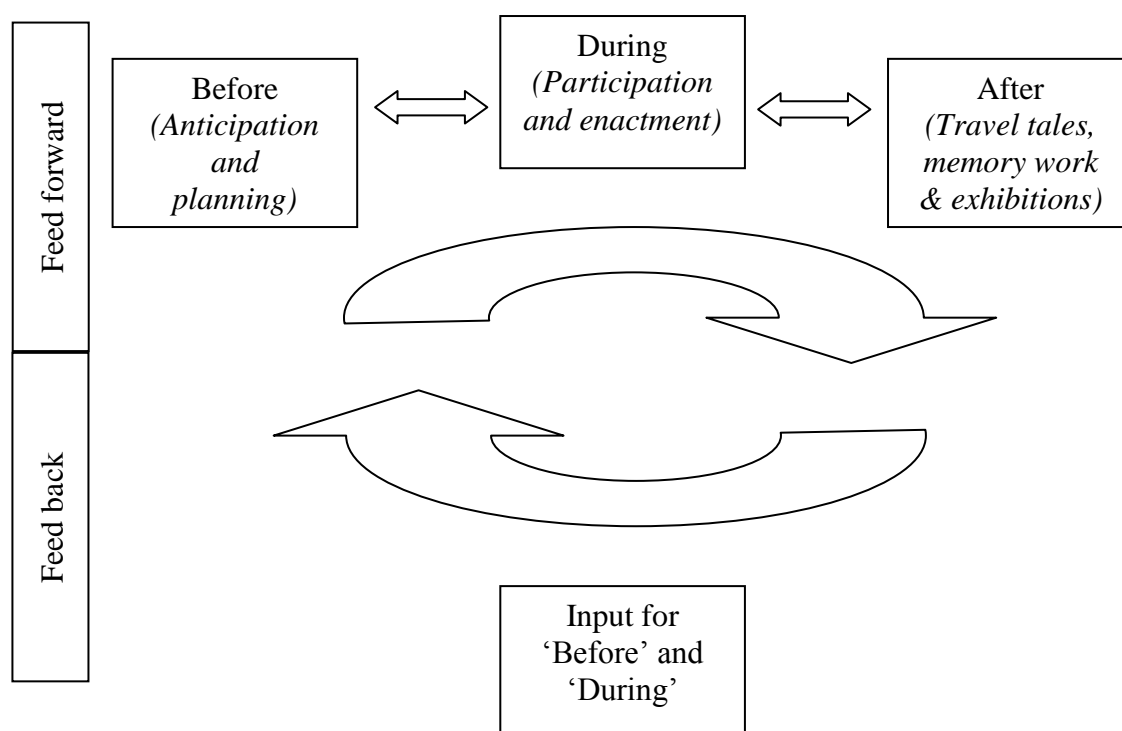 Feed forward
Before
(Anticipation
and
planning)
During
(Participation
and enactment)
After
(Travel tales,
memory work
& exhibitions)
Feed back
Input for
‘Before’ and
‘During’